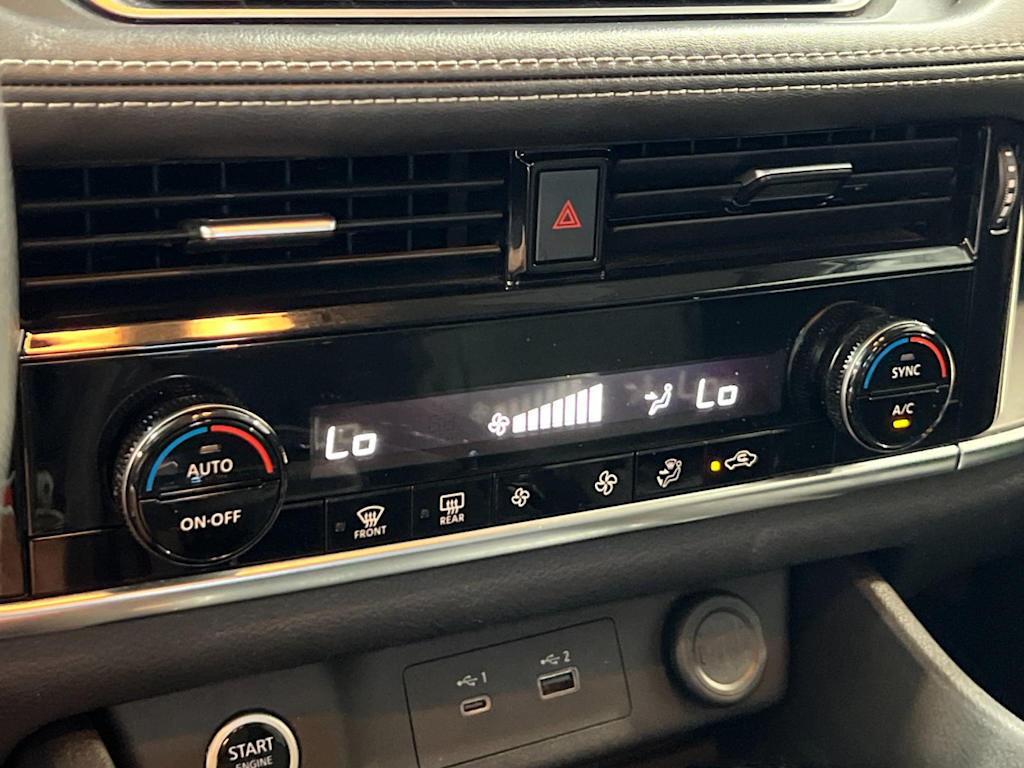 SYNC
A/C
Lo
Lo
AUTO
ON·OFF
FRONT
REAR
1
2
START
ENGINE